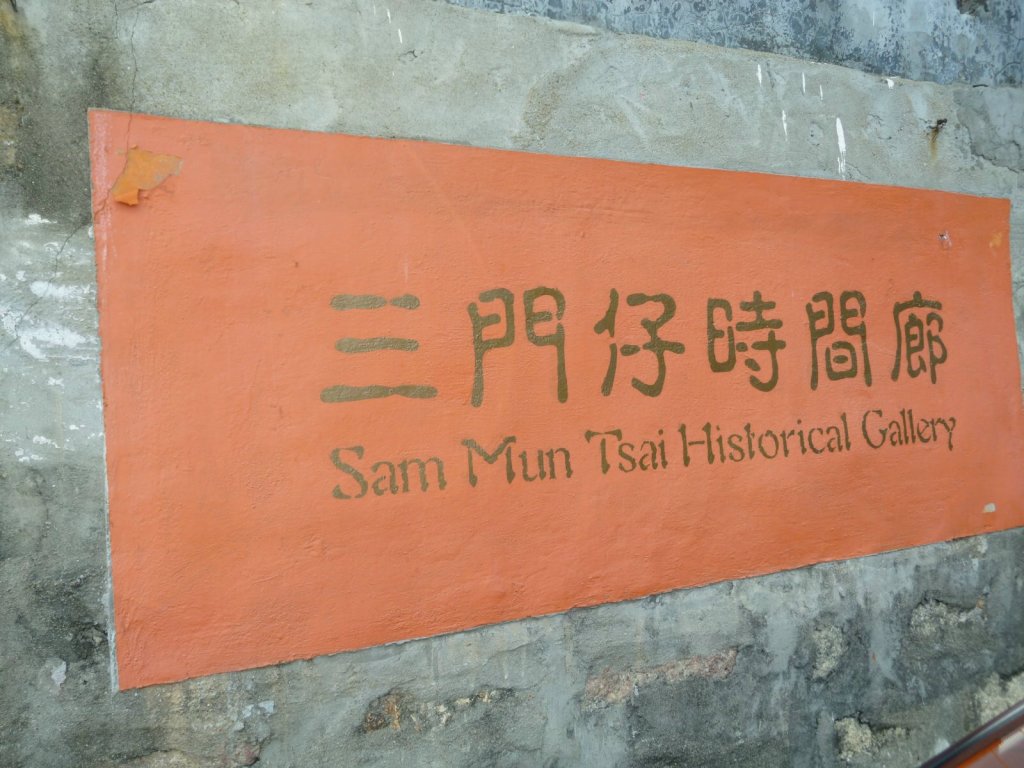 三門仔時間廊
Sam Mun Tsai Historical Gallery